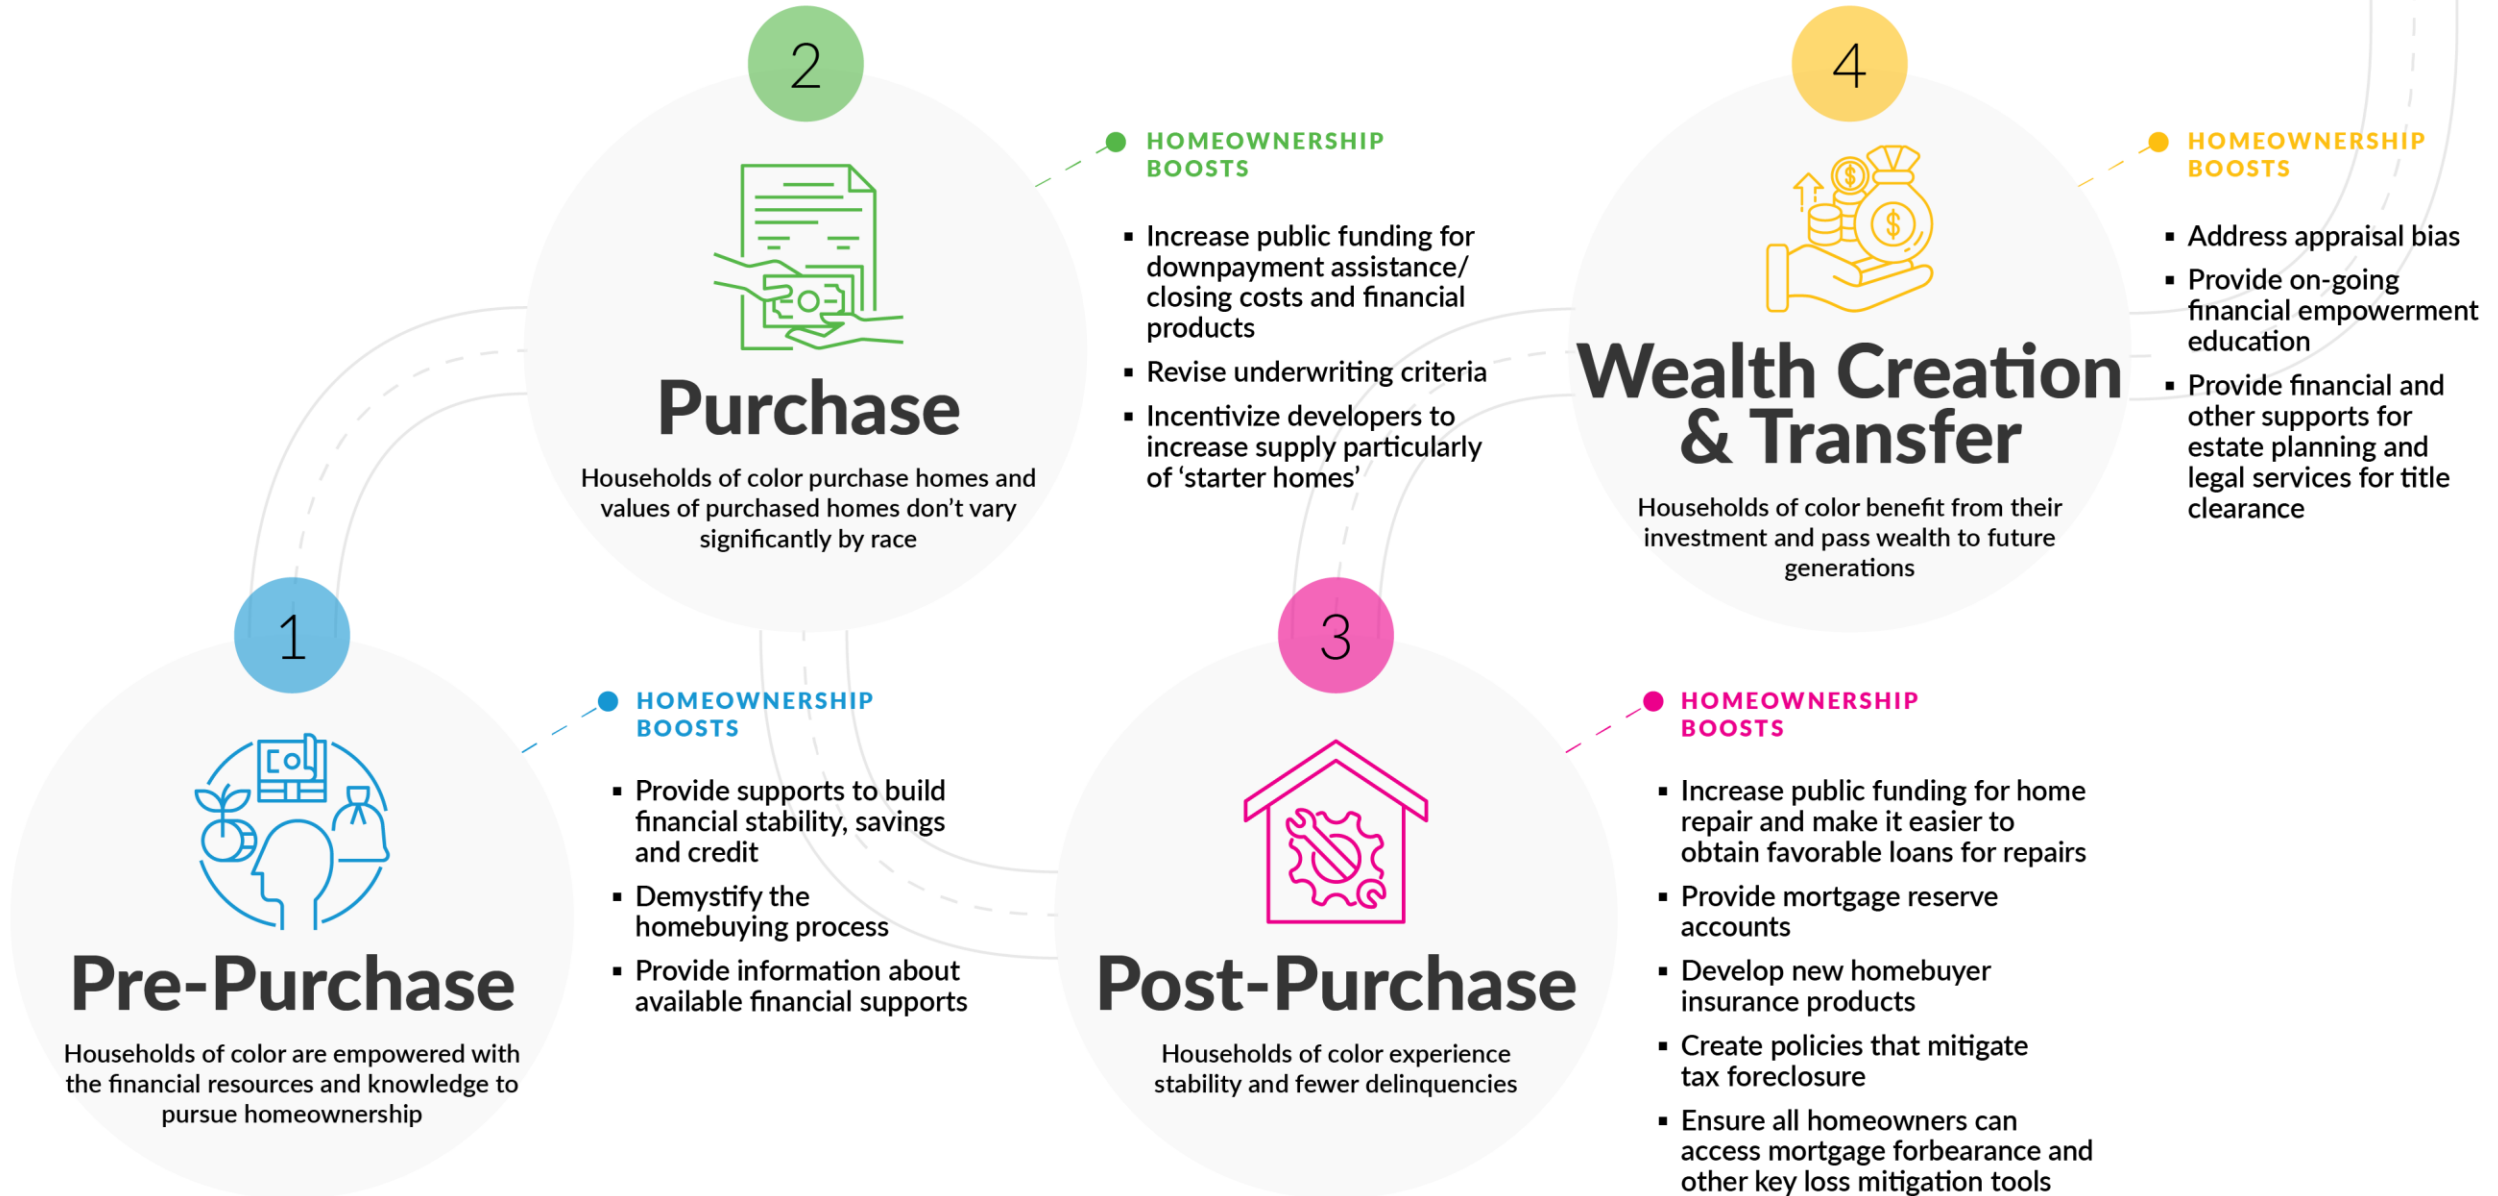 1
Pre-Purchase
Households of color are empowered with
the financial resources and knowledge to
pursue homeownership
HOMEOWNERSHIP
BOOSTS
▪ Provide supports to build
financial stability, savings
and credit
▪ Demystify the
homebuying process
▪ Provide information about
available financial supports
2
Purchase
Households of color purchase homes and
values of purchased homes don’t vary
significantly by race
HOMEOWNERSHIP
BOOSTS
▪ Increase public funding for
downpayment assistance/
closing costs and financial
products
▪ Revise underwriting criteria
▪ Incentivize developers to
increase supply particularly
of ‘starter homes’
3
Post-Purchase
Households of color experience
stability and fewer delinquencies
HOMEOWNERSHIP
BOOSTS
▪ Increase public funding for home
repair and make it easier to
obtain favorable loans for repairs
▪ Provide mortgage reserve
accounts
▪ Develop new homebuyer
insurance products
▪ Create policies that mitigate
tax foreclosure
▪ Ensure all homeowners can
access mortgage forbearance and
other key loss mitigation tools
4
$
$
Wealth Creation
& Transfer
Households of color benefit from their
investment and pass wealth to future
generations
HOMEOWNERSHIP
BOOSTS
▪ Address appraisal bias
▪ Provide on-going
financial empowerment
education
▪ Provide financial and
other supports for
estate planning and
legal services for title
clearance